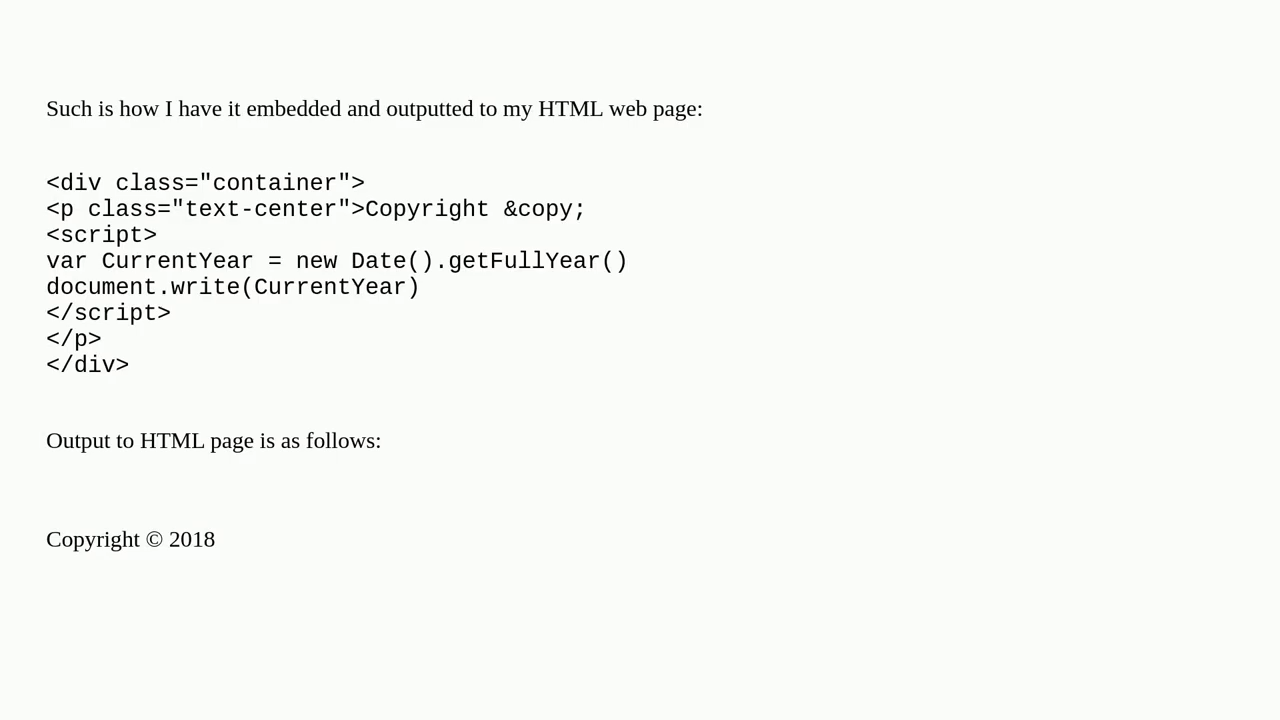 Such is how I have it embedded and outputted to my HTML web page:
<div class="container">
<p class="text-center">Copyright &copy;
<script>
var CurrentYear = new Date().getFullYear()
document.write(CurrentYear)
</script>
</p>
</div>
Output to HTML page is as follows:
Copyright © 2018